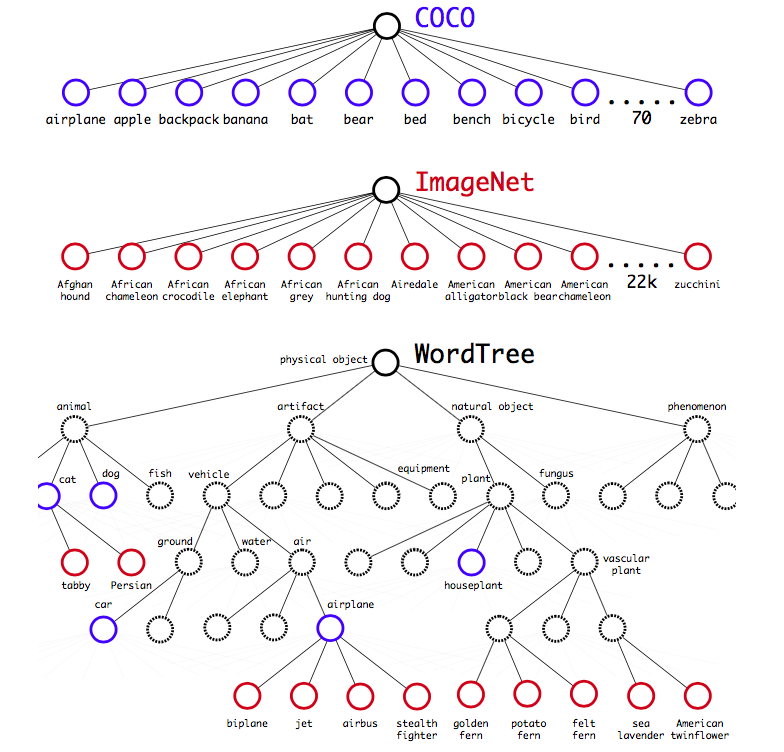 COCO
airplane apple backpack banana bat bear bed bench bicycle bird ..... 70 zebra
ImageNet
Afghan hound
African chameleon
African crocodile
African elephant
African grey
African hunting dog
Airedale
American alligator
American black bear
American chameleon
..... 22k
zucchini
WordTree
physical object
animal artifact natural object phenomenon
cat dog fish vehicle equipment plant fungus
ground water air vascular plant
tabby Persian houseplant
car airplane
biplane jet airbus
stealth fighter
golden fern
potato fern
felt fern
sea lavender
American twinflower